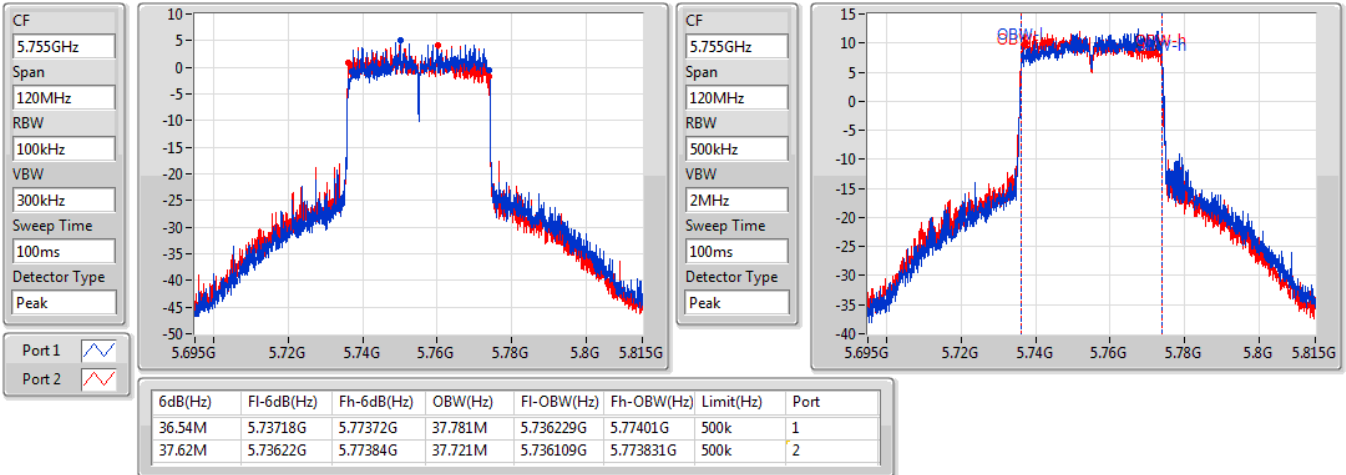 CF
5.755GHz
Span
120MHz
RBW
100kHz
VBW
300kHz
Sweep Time
100ms
Detector Type
Peak
Port 1
Port 2
10
5
0
-5
-10
-15
-20
-25
-30
-35
-40
-45
-50
5.695G 5.72G 5.74G 5.76G 5.78G 5.8G 5.815G
CF
5.755GHz
Span
120MHz
RBW
500kHz
VBW
2MHz
Sweep Time
100ms
Detector Type
Peak
15
10
5
0
-5
-10
-15
-20
-25
-30
-35
-40
OBW-l OBW-h
OBW-l OBW-h
5.695G 5.72G 5.74G 5.76G 5.78G 5.8G 5.815G
6dB(Hz) Fl-6dB(Hz) Fh-6dB(Hz) OBW(Hz) Fl-OBW(Hz) Fh-OBW(Hz) Limit(Hz) Port
36.54M 5.73718G 5.77372G 37.781M 5.736229G 5.77401G 500k 1
37.62M 5.73622G 5.77384G 37.721M 5.736109G 5.773831G 500k 2